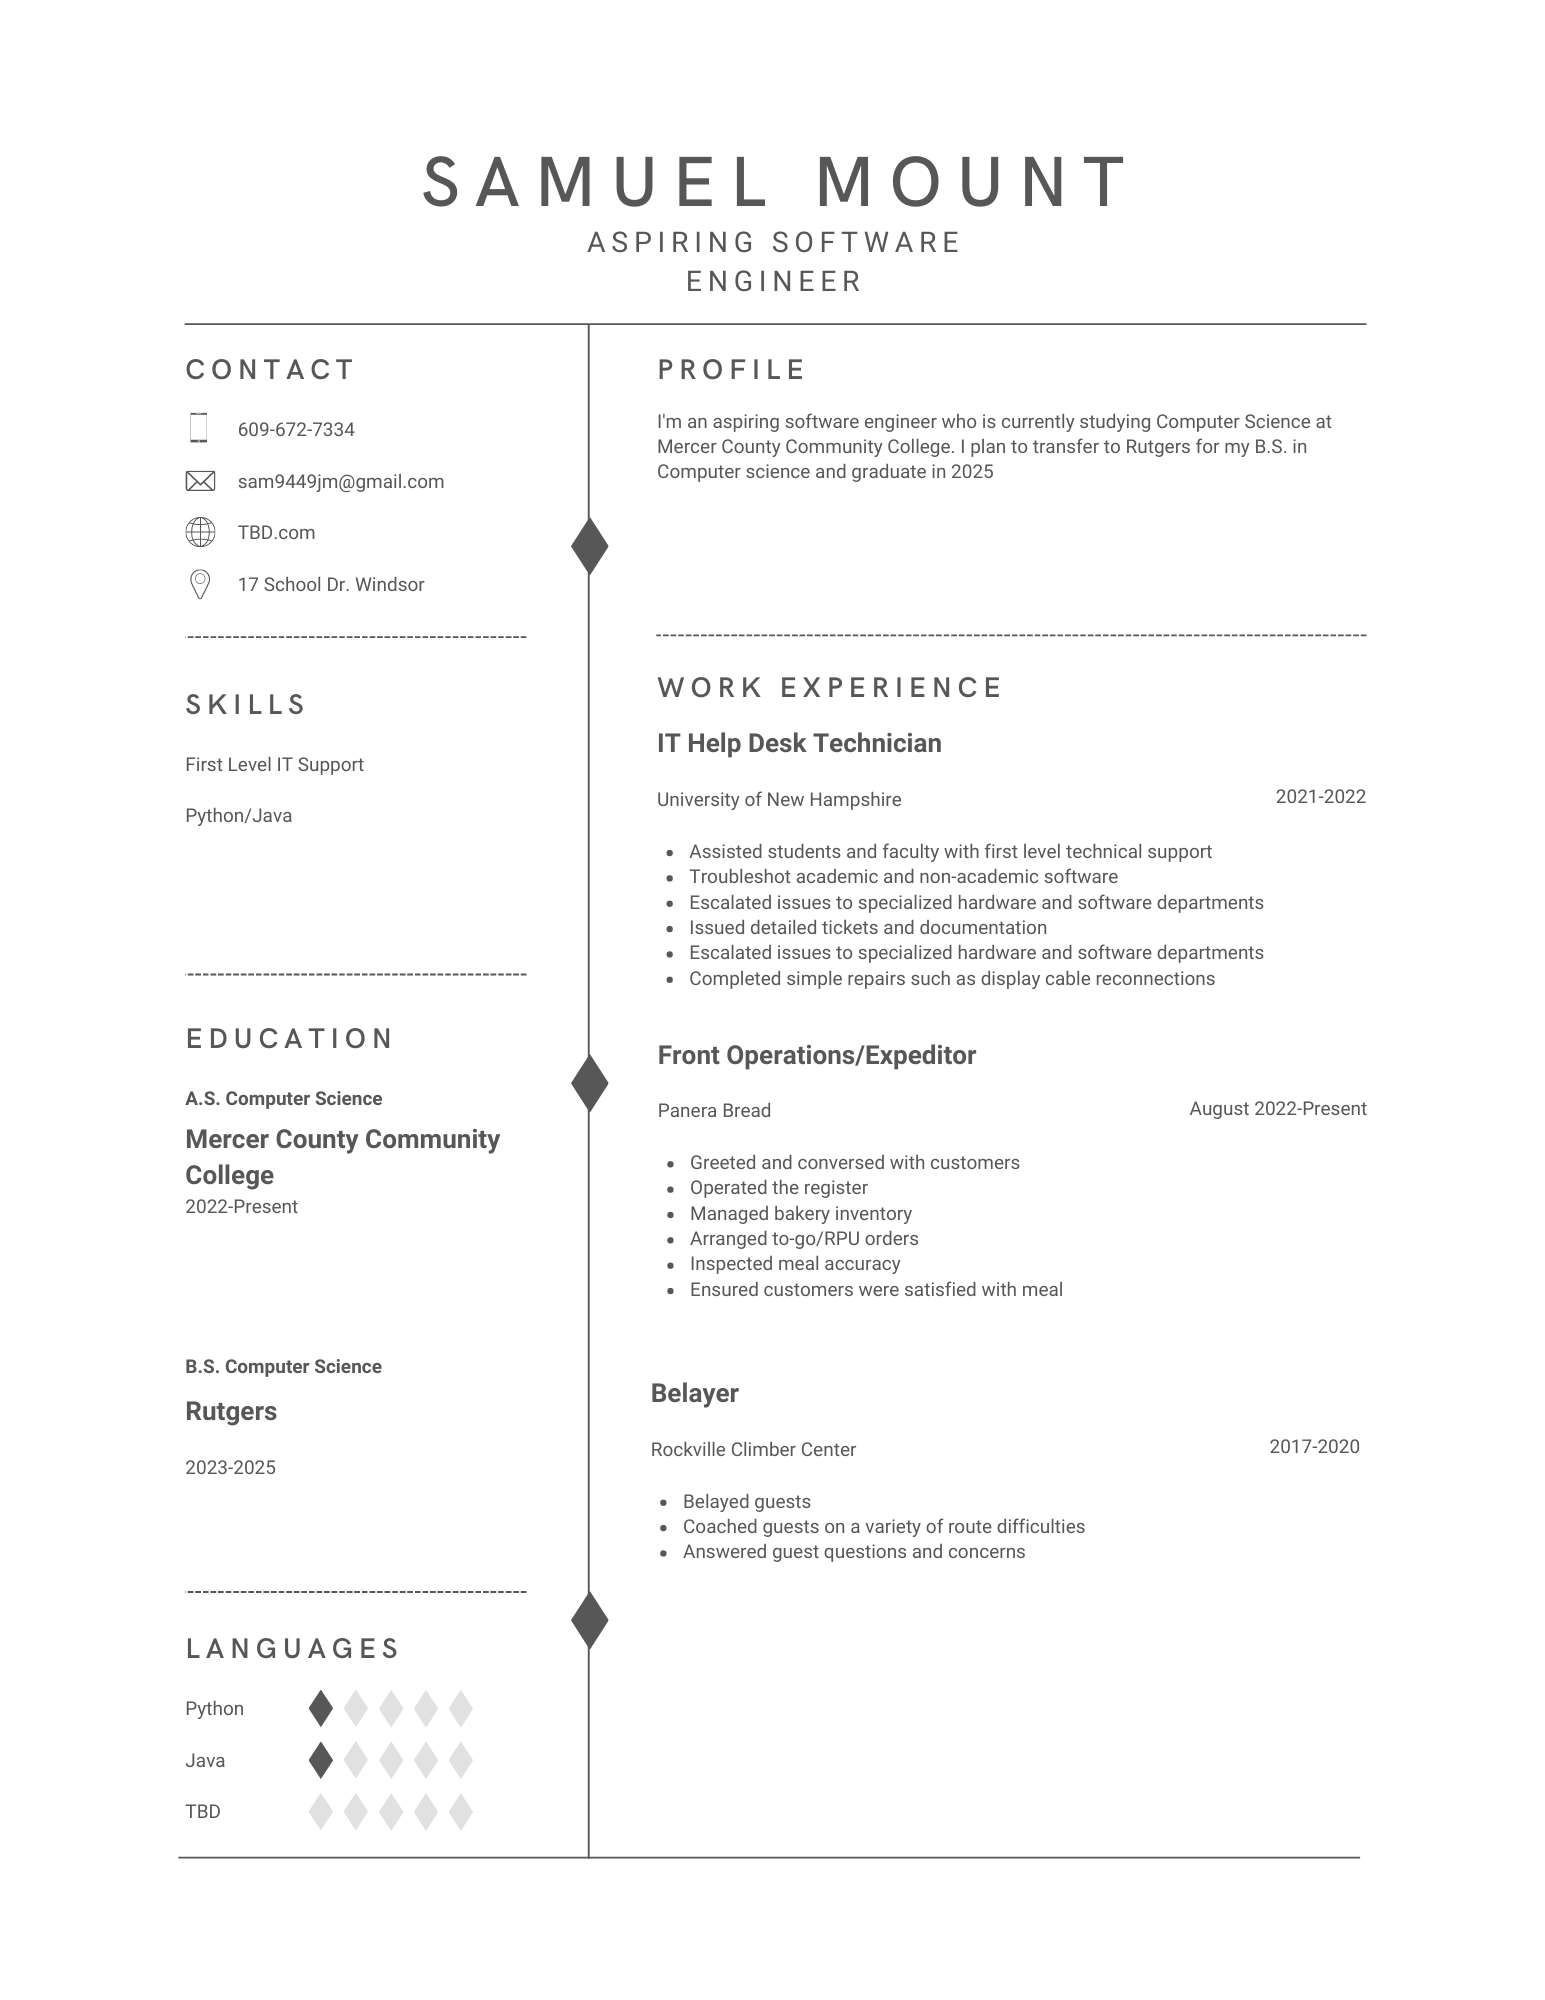 SAMUEL MOUNT
ASPIRING SOFTWARE
ENGINEER
CONTACT
609-672-7334
sam9449jm@gmail.com
TBD.com
17 School Dr. Windsor
SKILLS
First Level IT Support
Python/Java
EDUCATION
A.S. Computer Science
Mercer County Community
College
2022-Present
B.S. Computer Science
Rutgers
2023-2025
LANGUAGES
Python
Java
TBD
PROFILE
I'm an aspiring software engineer who is currently studying Computer Science at
Mercer County Community College. I plan to transfer to Rutgers for my B.S. in
Computer science and graduate in 2025
WORK EXPERIENCE
IT Help Desk Technician
University of New Hampshire 2021-2022
• Assisted students and faculty with first level technical support
• Troubleshot academic and non-academic software
• Escalated issues to specialized hardware and software departments
• Issued detailed tickets and documentation
• Escalated issues to specialized hardware and software departments
• Completed simple repairs such as display cable reconnections
Front Operations/Expeditor
Panera Bread August 2022-Present
• Greeted and conversed with customers
• Operated the register
• Managed bakery inventory
• Arranged to-go/RPU orders
• Inspected meal accuracy
• Ensured customers were satisfied with meal
Belayer
Rockville Climber Center 2017-2020
• Belayed guests
• Coached guests on a variety of route difficulties
• Answered guest questions and concerns